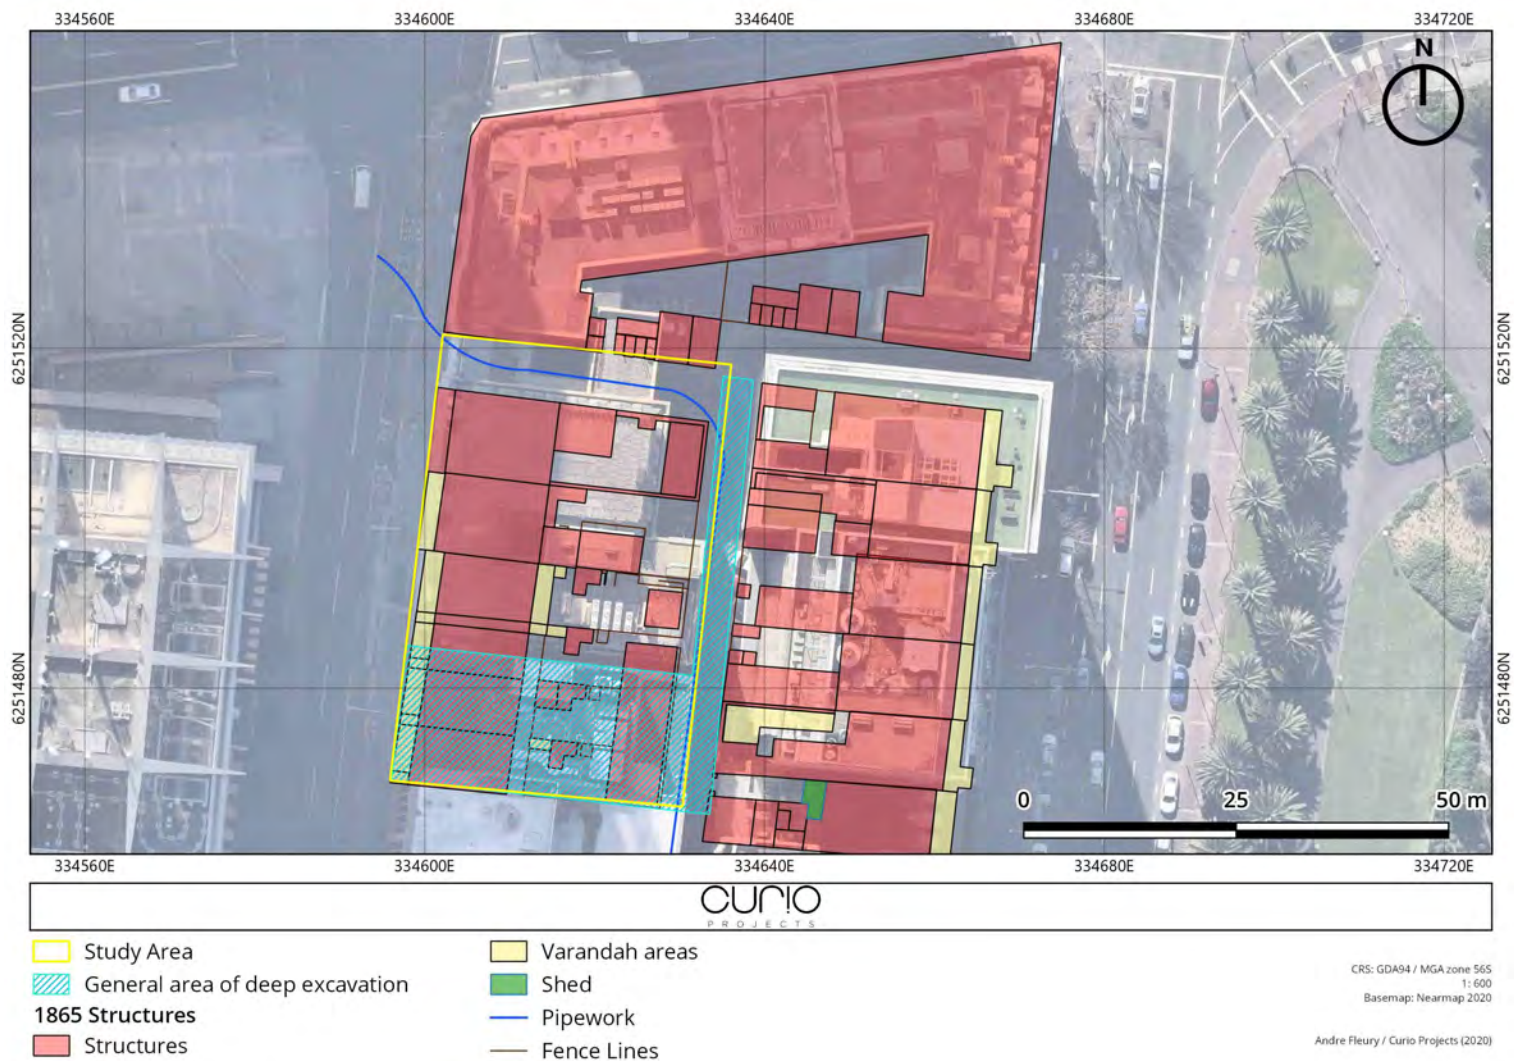 334560E 334600E 334640E 334680E 334720E
N
6251520N 6251520N
6251480N 6251480N
0 25 50 m
334560E 334600E 334640E 334680E 334720E
CURIO
PROJECTS
Study Area
General area of deep excavation
1865 Structures
Structures
Varandah areas
Shed
Pipework
Fence Lines
CRS: GDA94 / MGA zone 56S
1: 600
Basemap: Nearmap 2020
Andre Fleury / Curio Projects (2020)